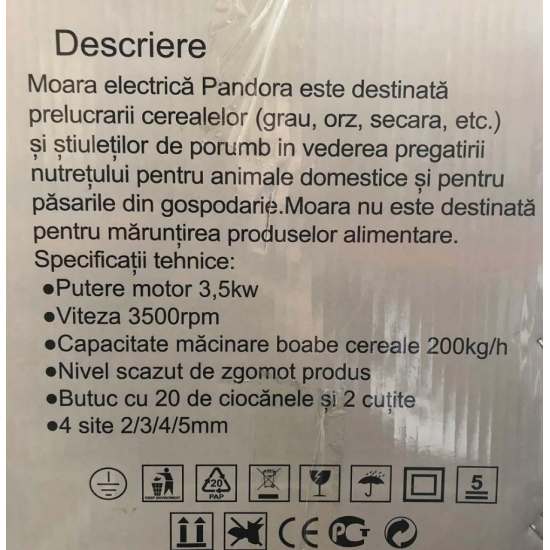 Descriere
Moara electrică Pandora este destinată
prelucrarii cerealelor (grau, orz, secara, etc.)
și știuleților de porumb in vederea pregatirii
nutrețului pentru animale domestice și pentru
păsarile din gospodarie.Moara nu este destinată
pentru mărunțirea produselor alimentare.
Specificații tehnice:
●Putere motor 3,5kw
●Viteza 3500rpm
●Capacitate măcinare boabe cereale 200kg/h
●Nivel scazut de zgomot produs
●Butuc cu 20 de ciocănele și 2 cuțite
●4 site 2/3/4/5mm
KEEP ENVIRONMENT 20 PAP 5
CE PG